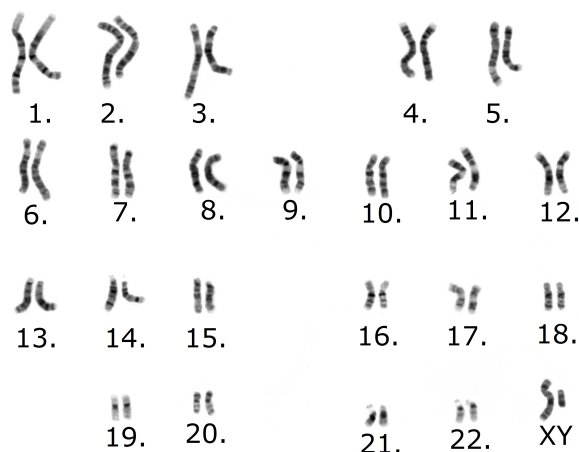 1. 2. 3. 4. 5.
6. 7. 8. 9. 10. 11. 12.
13. 14. 15. 16. 17. 18.
19. 20. 21. 22. XY